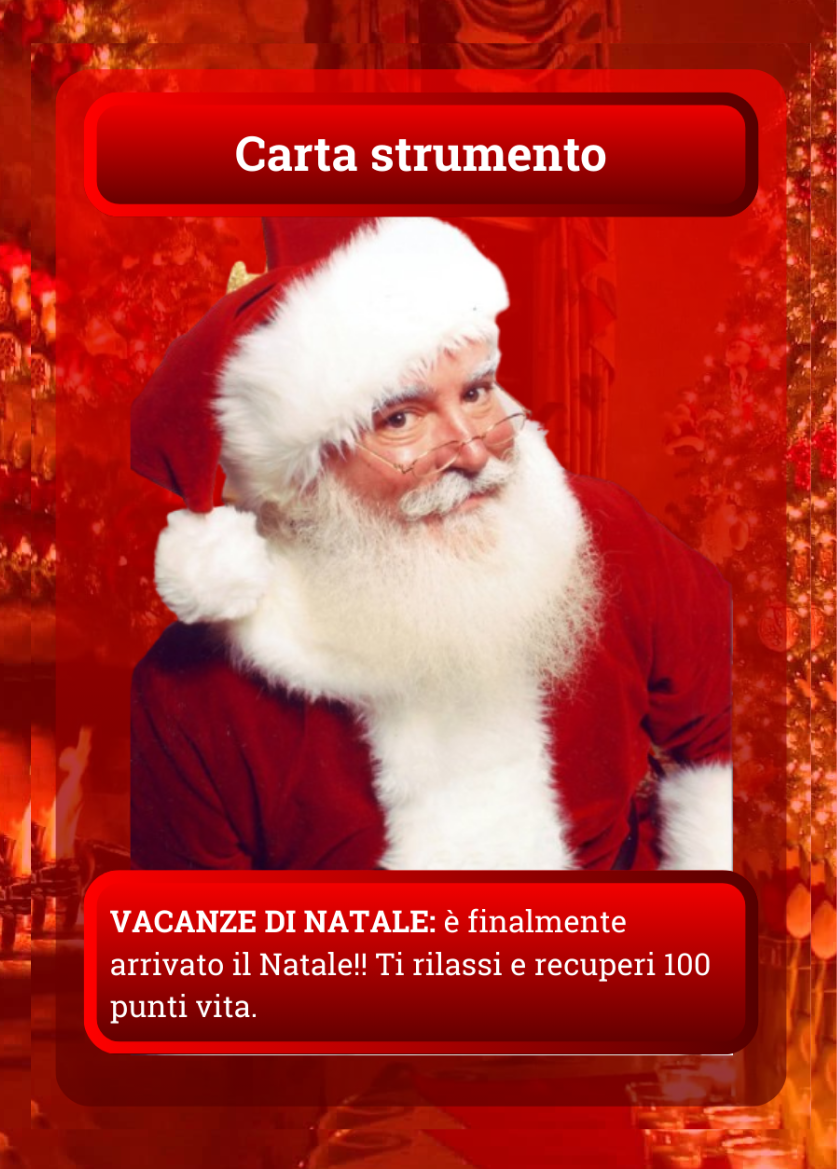 Carta strumento
VACANZE DI NATALE: è finalmente
arrivato il Natale!! Ti rilassi e recuperi 100
punti vita.